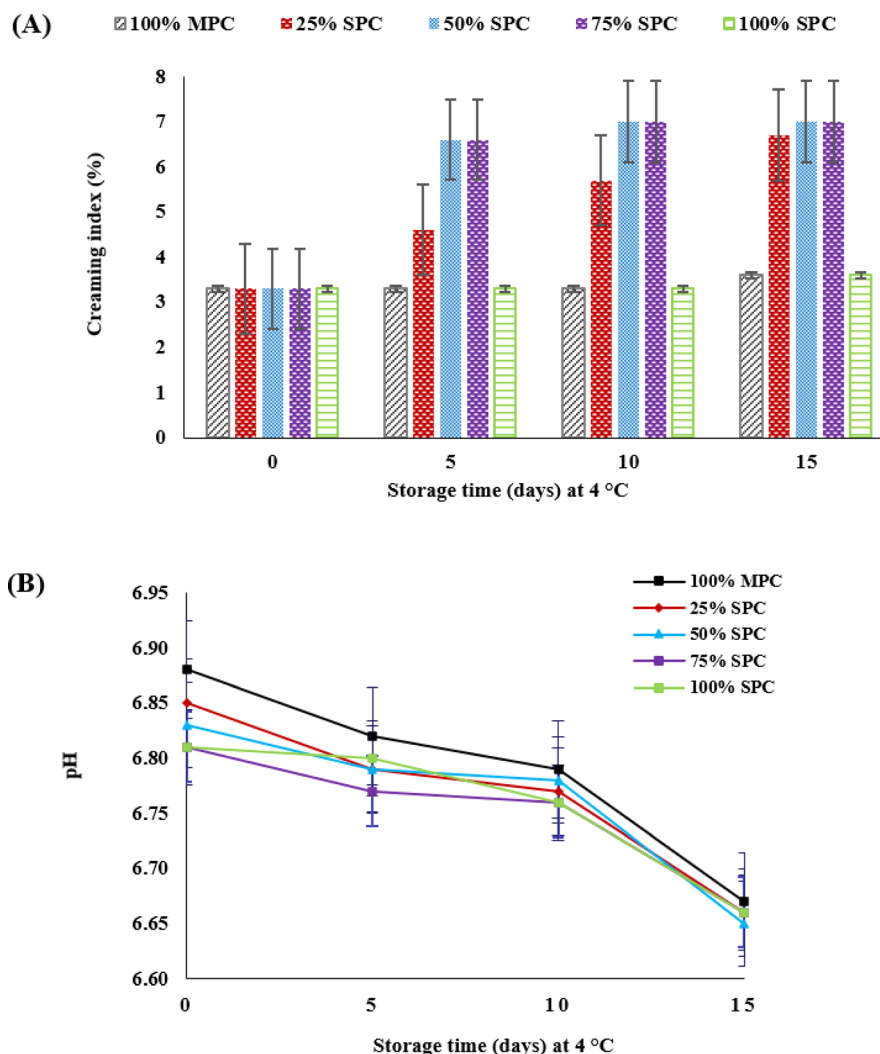 (A)
100% MPC 25% SPC 50% SPC 75% SPC 100% SPC
8
7
6
5
4
3
2
1
0
Creaming index (%)
0 5 10 15
Storage time (days) at 4 °C
(B)
100% MPC
25% SPC
50% SPC
75% SPC
100% SPC
6.95
6.90
6.85
6.80
6.75
6.70
6.65
6.60
pH
0 5 10 15
Storage time (days) at 4 °C